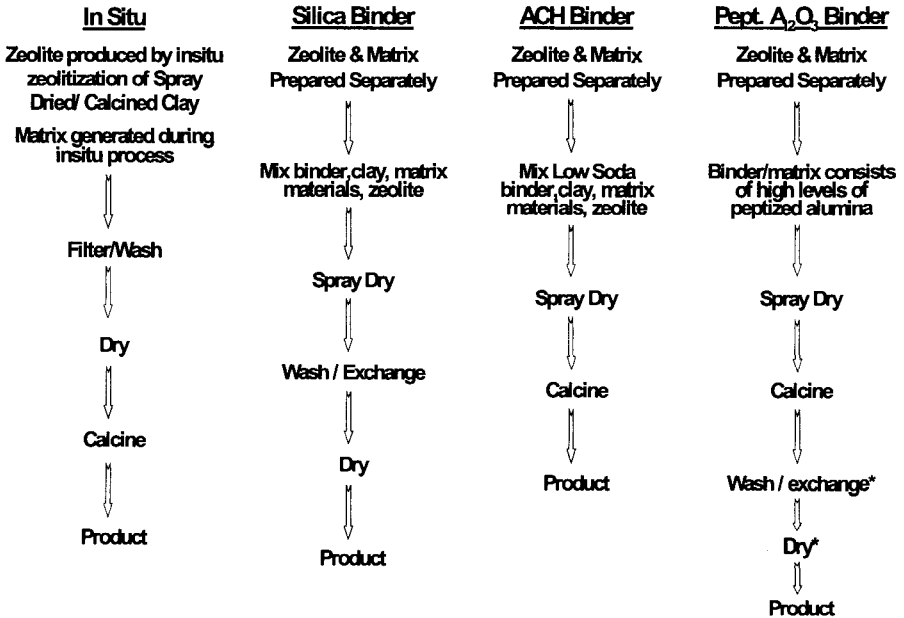 In Situ
Zeolite produced by insitu
zeolitization of Spray
Dried/ Calcined Clay
Matrix generated during
insitu process
Filter/Wash
Dry
Calcine
Product
Silica Binder
Zeolite & Matrix
Prepared Separately
Mix binder,clay, matrix
materials, zeolite
Spray Dry
Wash / Exchange
Dry
Product
ACH Binder
Zeolite & Matrix
Prepared Separately
Mix Low Soda
binder,clay, matrix
materials, zeolite
Spray Dry
Calcine
Product
Pept. A₁₂O₃ Binder
Zeolite & Matrix
Prepared Separately
Binder/matrix consists
of high levels of
peptized alumina
Spray Dry
Calcine
Wash / exchange*
Dry*
Product